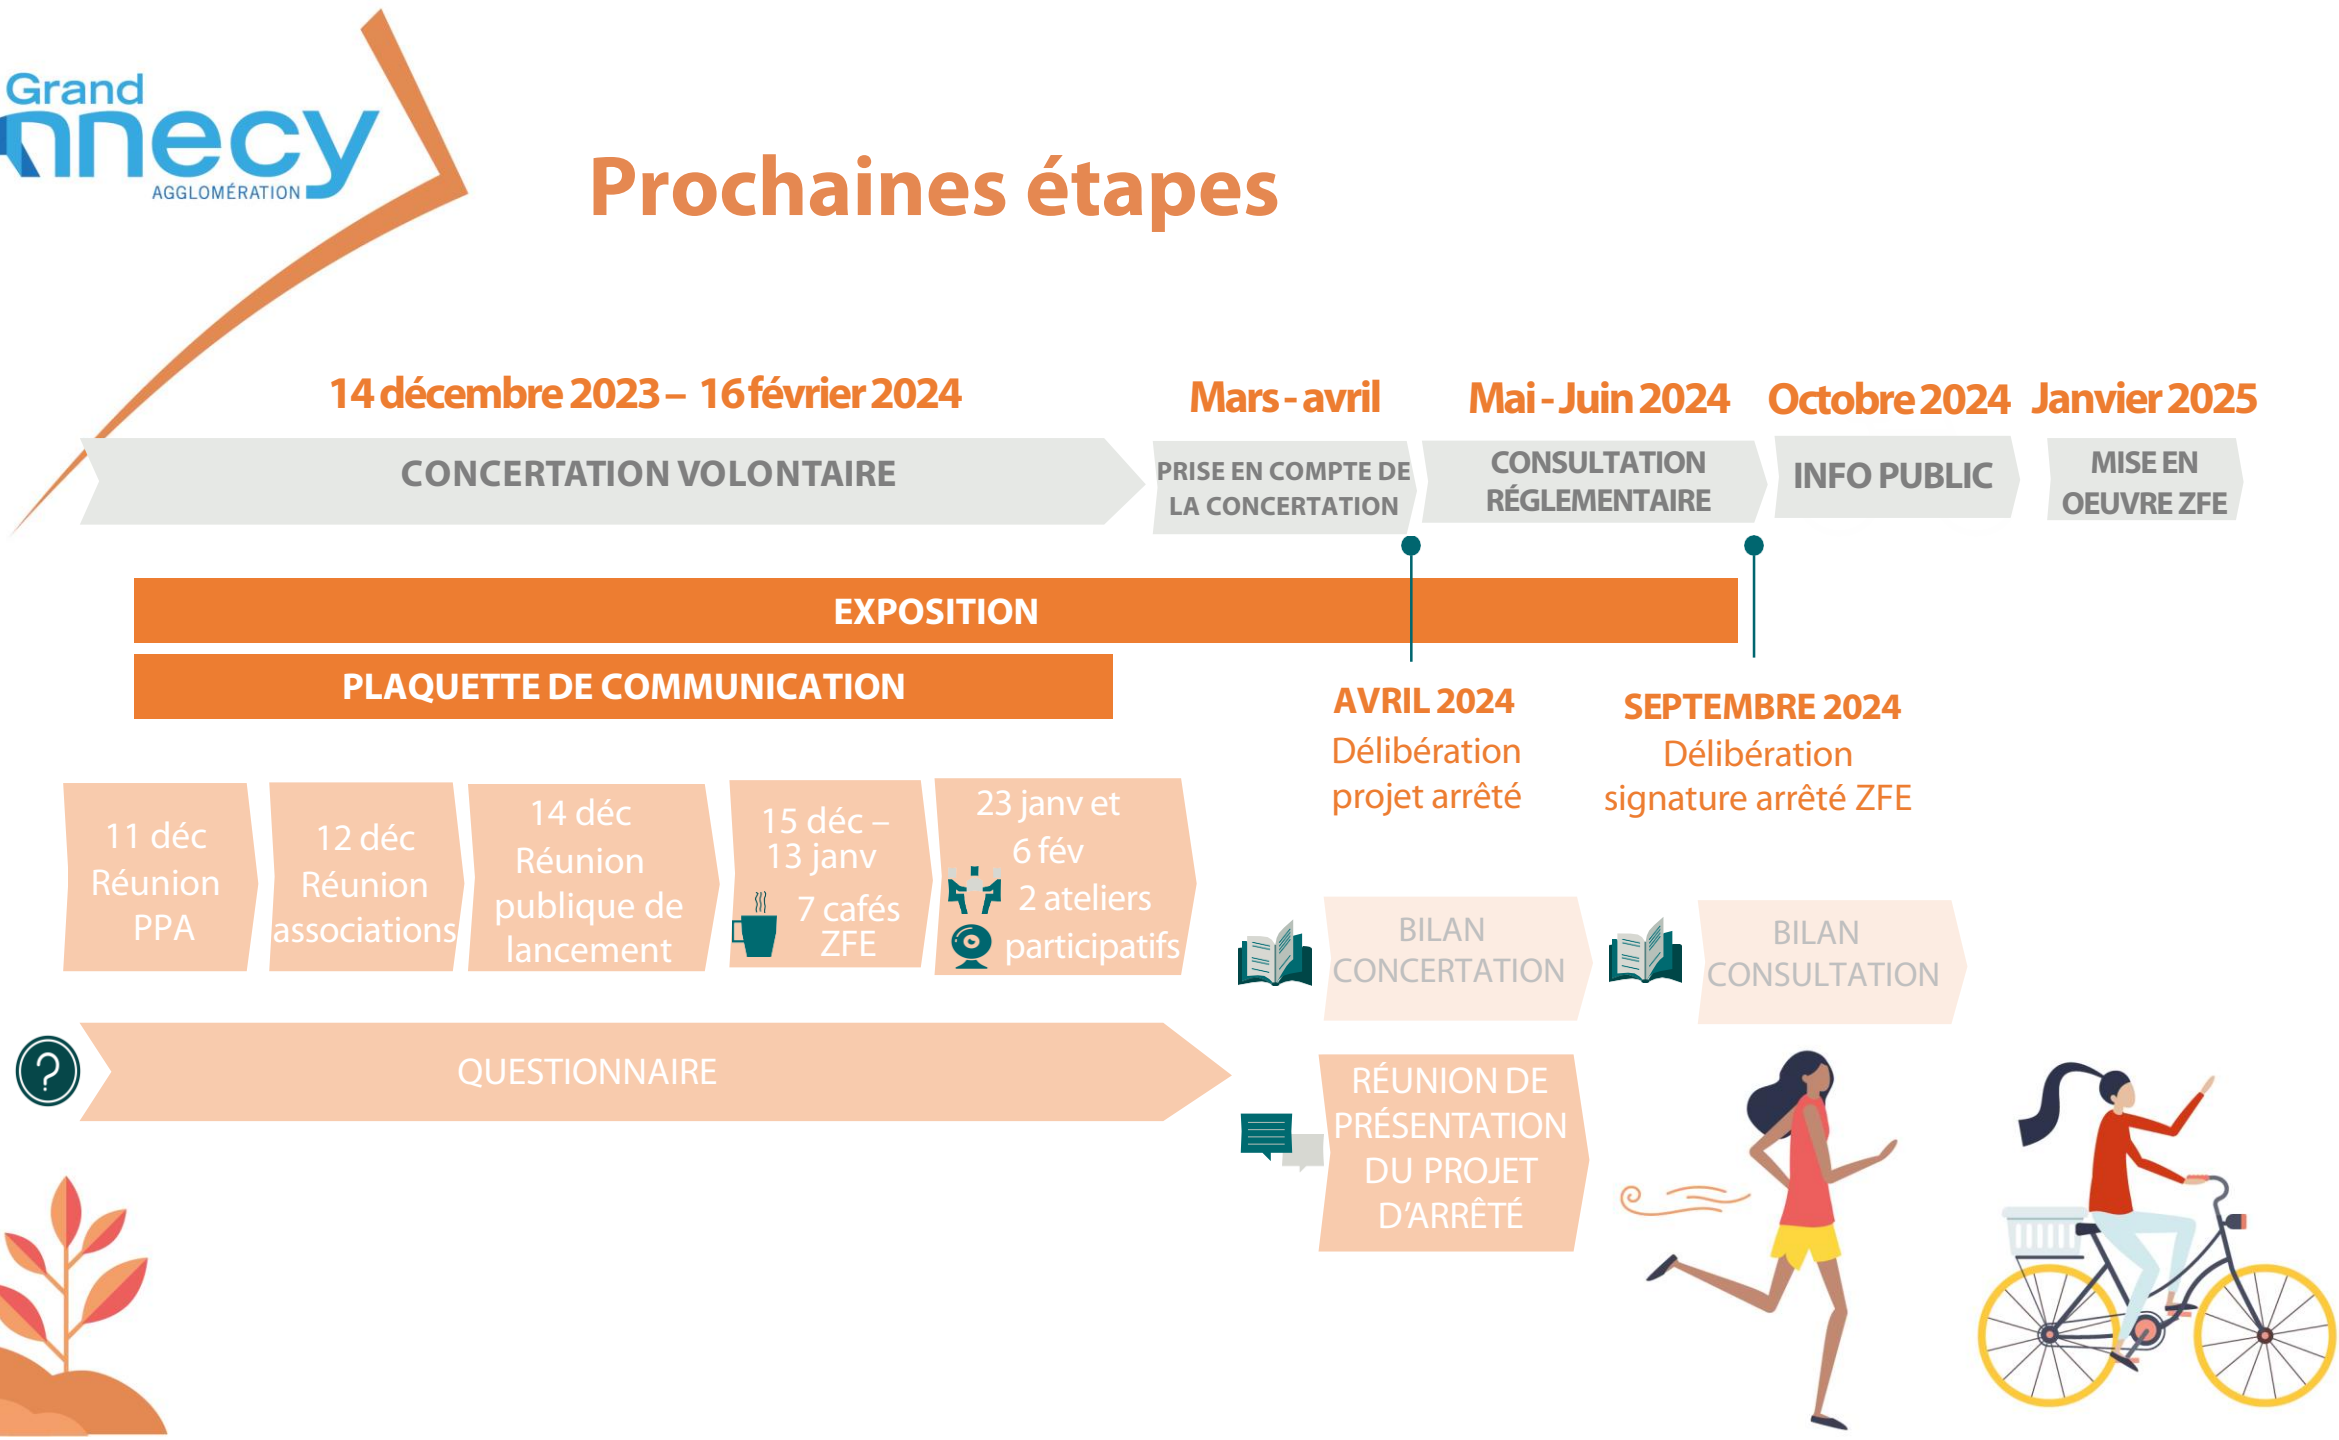 Grand
nnecy
AGGLOMÉRATION
Prochaines étapes
14 décembre 2023 – 16 février 2024
CONCERTATION VOLONTAIRE
Mars - avril
PRISE EN COMPTE DE
LA CONCERTATION
Mai - Juin 2024
CONSULTATION
RÉGLEMENTAIRE
Octobre 2024
INFO PUBLIC
Janvier 2025
MISE EN
OEUVRE ZFE
EXPOSITION
PLAQUETTE DE COMMUNICATION
AVRIL 2024
Délibération
projet arrêté
SEPTEMBRE 2024
Délibération
signature arrêté ZFE
11 déc
Réunion
PPA
12 déc
Réunion
associations
14 déc
Réunion
publique de
lancement
15 déc –
13 janv
7 cafés
ZFE
23 janv et
6 fév
2 ateliers
participatifs
BILAN
CONCERTATION
BILAN
CONSULTATION
?
QUESTIONNAIRE
RÉUNION DE
PRÉSENTATION
DU PROJET
D’ARRÊTÉ